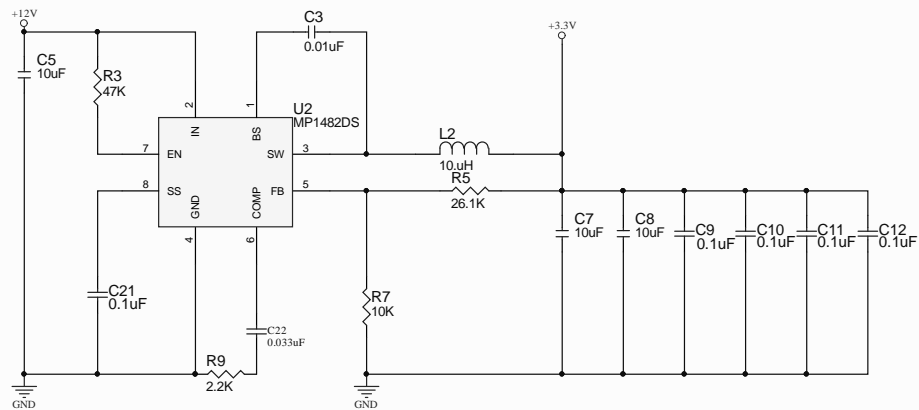 +12V
+3.3V
C3
0.01uF
C5
10uF
R3
47K
2
1
U2
MP1482DS
IN
BS
7
EN
SW
3
L2
10.uH
8
SS
FB
5
R5
26.1K
GND
COMP
4
6
C7
10uF
C8
10uF
C9
0.1uF
C10
0.1uF
C11
0.1uF
C12
0.1uF
C21
0.1uF
R7
10K
C22
0.033uF
R9
2.2K
GND
GND